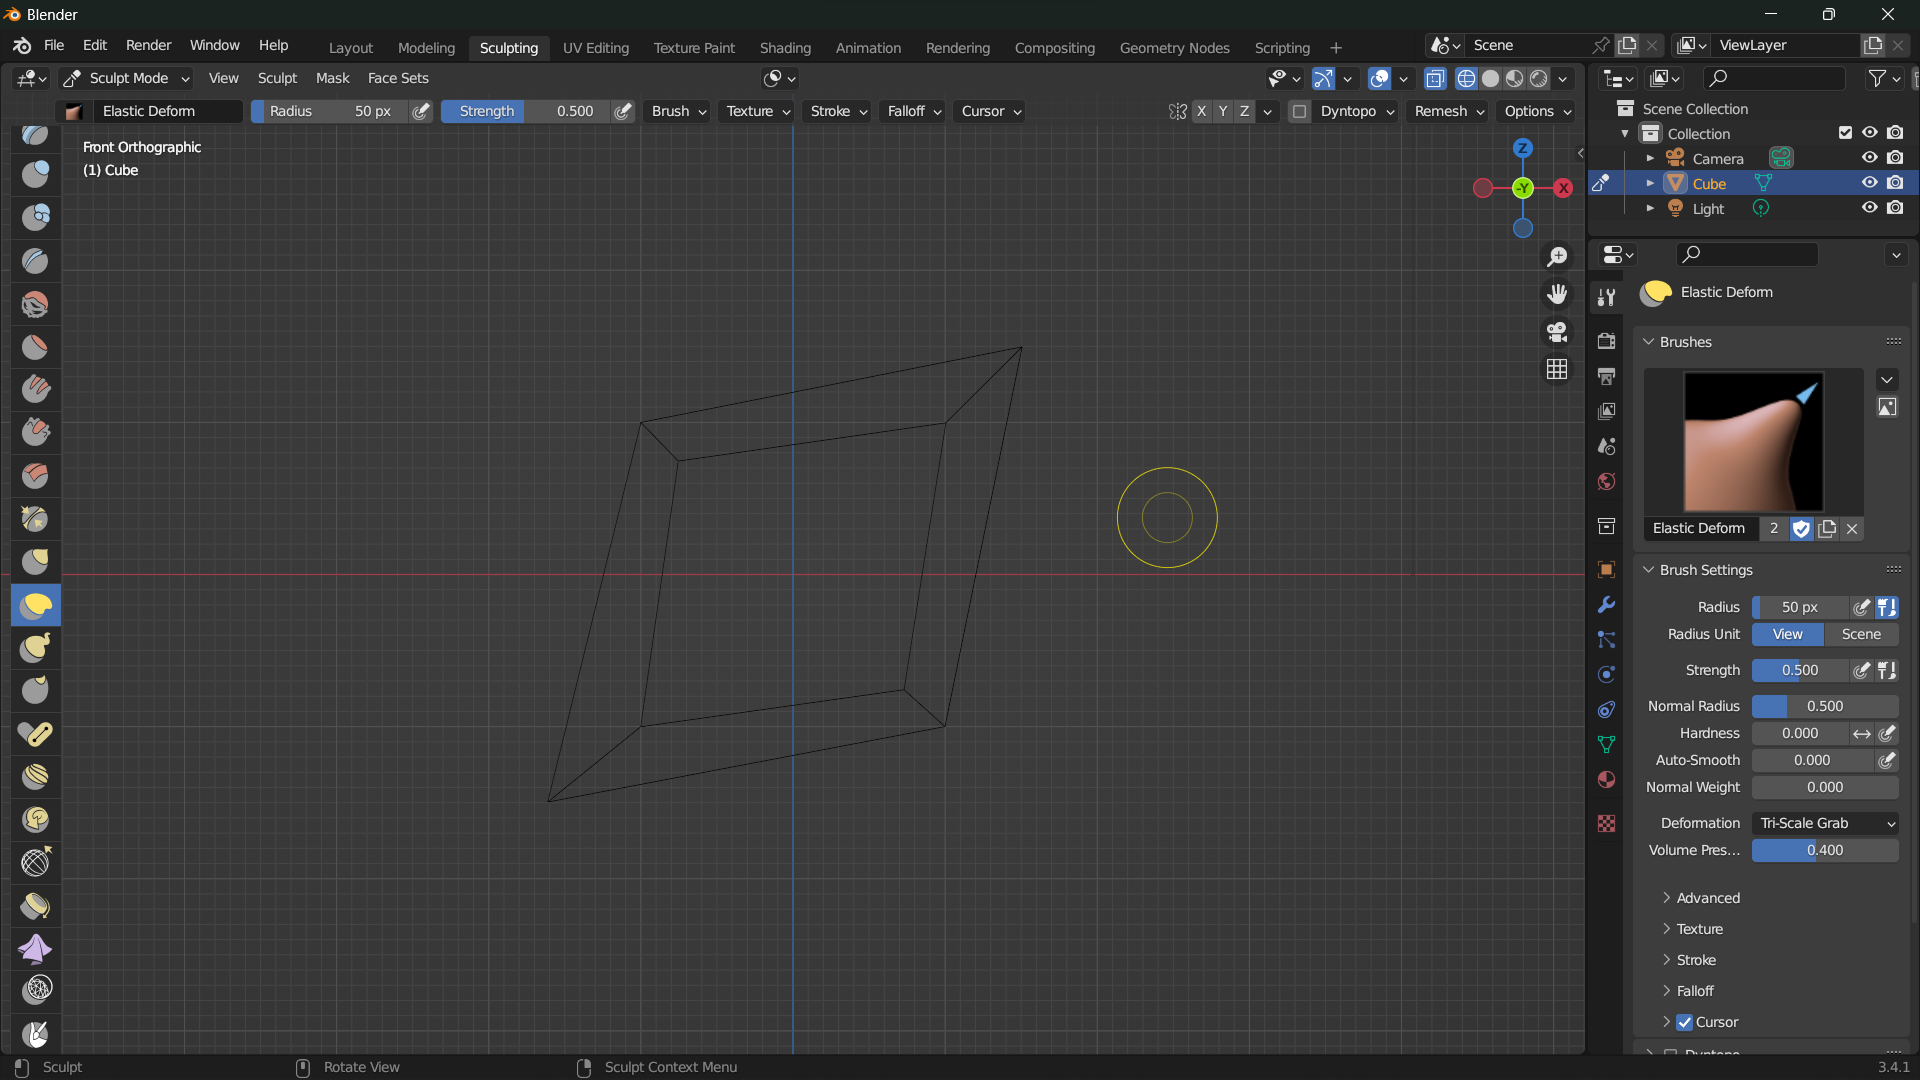 Blender
File Edit Render Window Help Layout Modeling Sculpting UV Editing Texture Paint Shading Animation Rendering Compositing Geometry Nodes Scripting + Scene ViewLayer
Sculpt Mode View Sculpt Mask Face Sets
Elastic Deform Radius 50 px Strength 0.500 Brush Texture Stroke Falloff Cursor X Y Z Dyntopo Remesh Options
Front Orthographic
(1) Cube
Z
-Y X
Scene Collection
Collection
Camera
Cube
Light
Elastic Deform
Brushes
Elastic Deform 2
Brush Settings
Radius 50 px
Radius Unit View Scene
Strength 0.500
Normal Radius 0.500
Hardness 0.000
Auto-Smooth 0.000
Normal Weight 0.000
Deformation Tri-Scale Grab
Volume Pres... 0.400
Advanced
Texture
Stroke
Falloff
Cursor
Dyntopo
Sculpt Rotate View Sculpt Context Menu 3.4.1